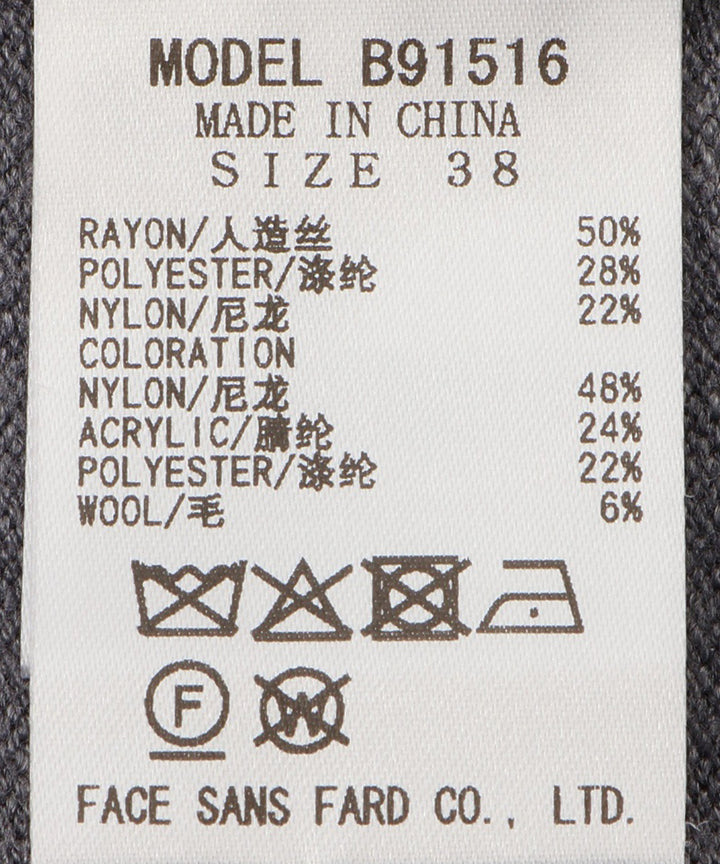 MODEL B91516
MADE IN CHINA
SIZE 38
RAYON/人造丝 50%
POLYESTER/涤纶 28%
NYLON/尼龙 22%
COLORATION
NYLON/尼龙 48%
ACRYLIC/腈纶 24%
POLYESTER/涤纶 22%
WOOL/毛 6%
F W
FACE SANS FARD CO., LTD.